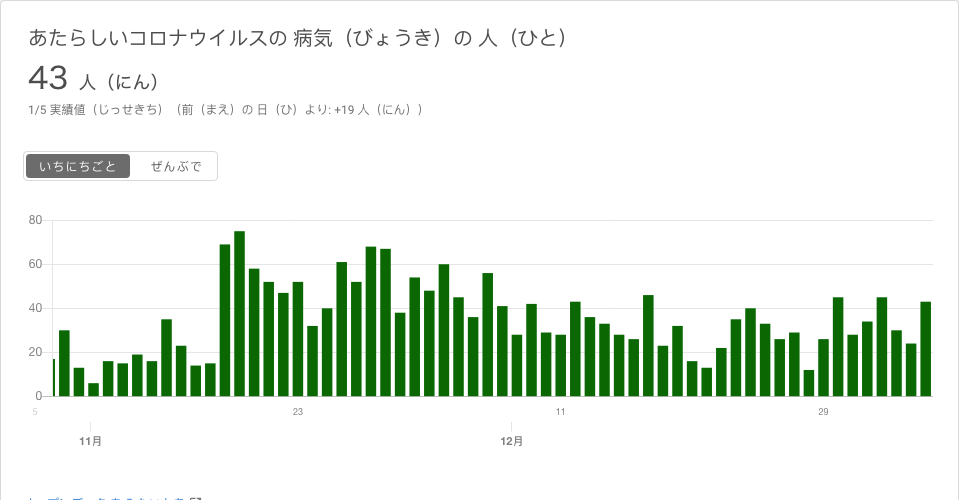 あたらしいコロナウイルスの 病気（びょうき）の 人（ひと）
43 人（にん）
1/5 実績値（じっせきち）（前（まえ）の 日（ひ）より: +19 人（にん））
いちにちごと ぜんぶで
80
60
40
20
0
5 23 11 29
11月 12月